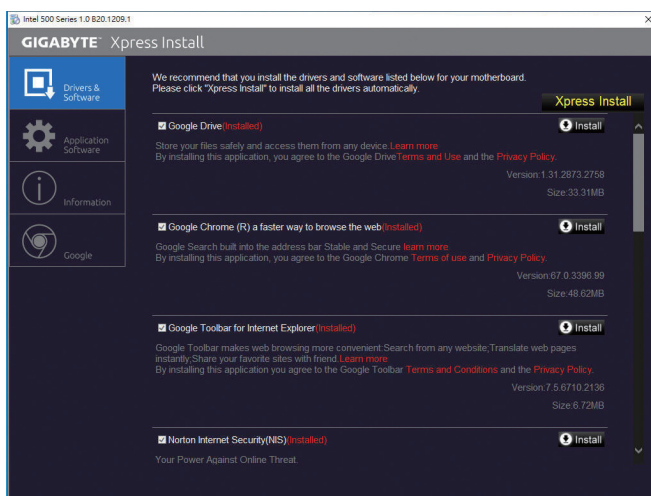 Intel 500 Series 1.0 B20.1209.1
GIGABYTE™ Xpress Install
Drivers &
Software
Application
Software
Information
Google
We recommend that you install the drivers and software listed below for your motherboard.
Please click "Xpress Install" to install all the drivers automatically.
Xpress Install
Google Drive(Installed)
Install
Store your files safely and access them from any device.Learn more
By installing this application, you agree to the Google DriveTerms and Use and the Privacy Policy.
Version:1.31.2873.2758
Size:33.31MB
Google Chrome (R) a faster way to browse the web(Installed)
Install
Google Search built into the address bar Stable and Secure learn more
By installing this application, you agree to the Google Chrome Terms of use and Privacy Policy.
Version:67.0.3396.99
Size:48.62MB
Google Toolbar for Internet Explorer(Installed)
Install
Google Toolbar makes web browsing more convenient:Search from any website;Translate web pages
instantly;Share your favorite sites with friend.Learn more
By installing this application you agree to the Google Toolbar Terms and Conditions and the Privacy Policy.
Version:7.5.6710.2136
Size:6.72MB
Norton Internet Security(NIS)(Installed)
Install
Your Power Against Online Threat.